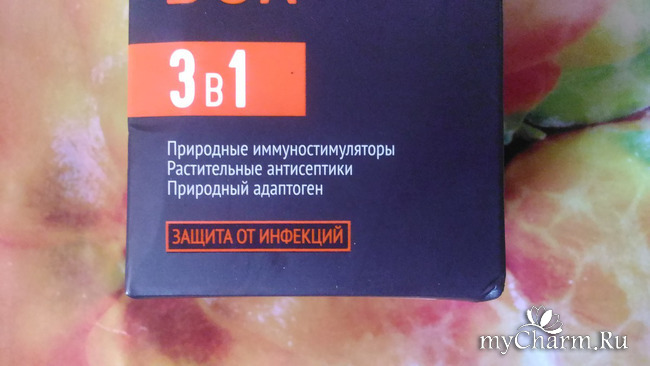 3 в 1
Природные иммуностимуляторы
Растительные антисептики
Природный адаптоген
ЗАЩИТА ОТ ИНФЕКЦИЙ
myCharm.Ru